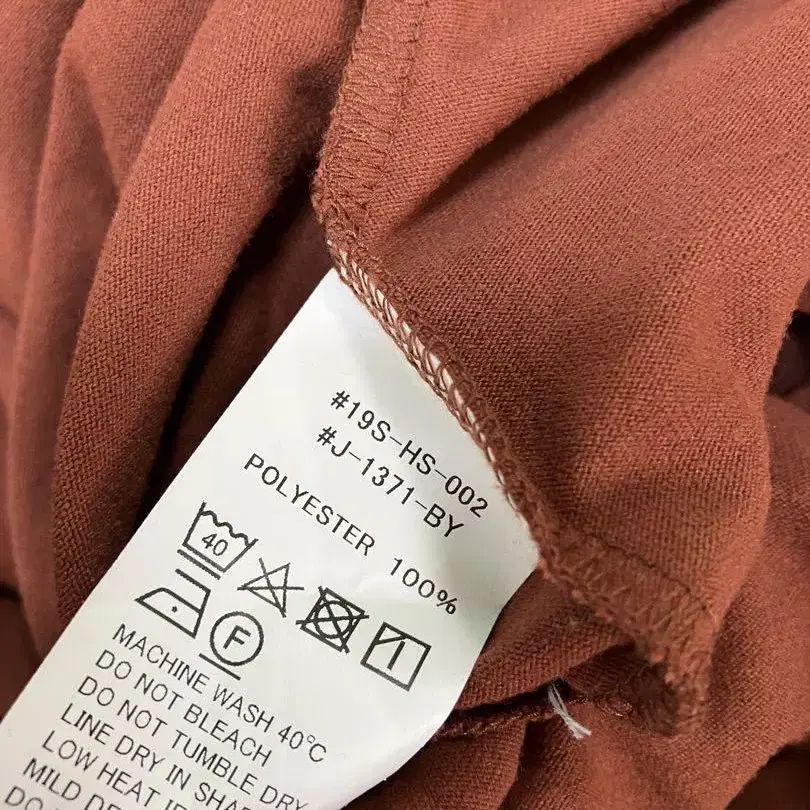 #19S-HS-002
#J-1371-BY
POLYESTER 100%
40
F
MACHINE WASH 40℃
DO NOT BLEACH
DO NOT TUMBLE DRY
LINE DRY IN
LOW HEAT
MILD